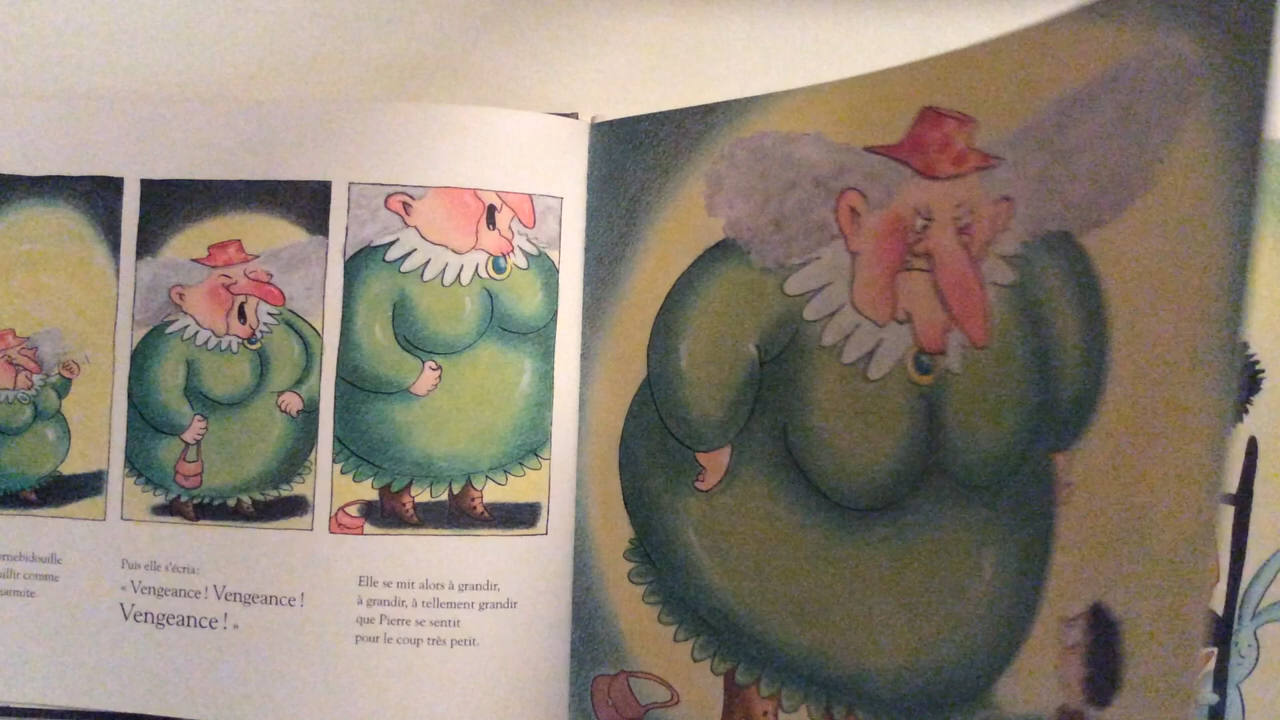 comme
Puis elle s'écria :
« Vengeance ! Vengeance !
Vengeance ! »
Elle se mit alors à grandir,
à grandir, à tellement grandir
que Pierre se sentit
pour le coup très petit.